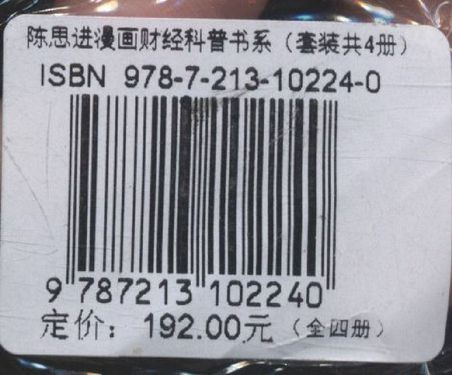 陈思进漫画财经科普书系（套装共4册）
ISBN 978-7-213-10224-0
9 787213 102240
定价：192.00元（全四册）